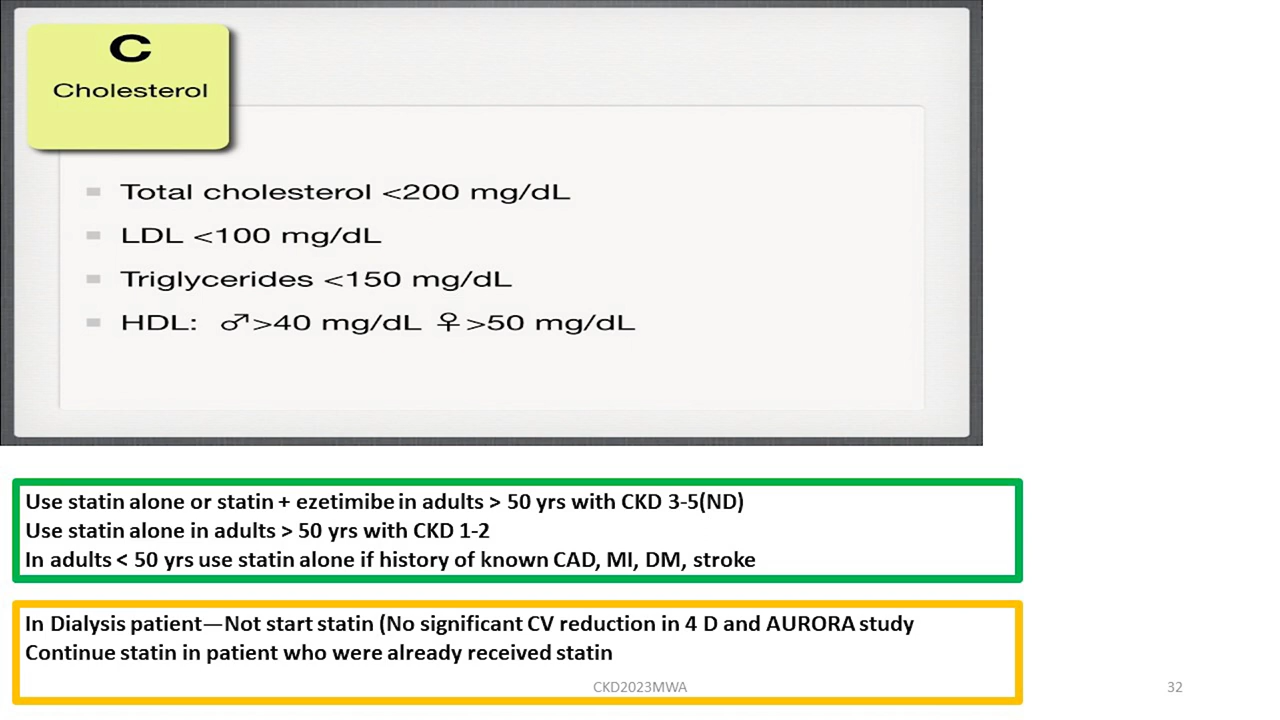 C
Cholesterol
Total cholesterol <200 mg/dL
LDL <100 mg/dL
Triglycerides <150 mg/dL
HDL: ♂>40 mg/dL ♀>50 mg/dL
Use statin alone or statin + ezetimibe in adults > 50 yrs with CKD 3-5(ND)
Use statin alone in adults > 50 yrs with CKD 1-2
In adults < 50 yrs use statin alone if history of known CAD, MI, DM, stroke
In Dialysis patient—Not start statin (No significant CV reduction in 4 D and AURORA study
Continue statin in patient who were already received statin
CKD2023MWA
32